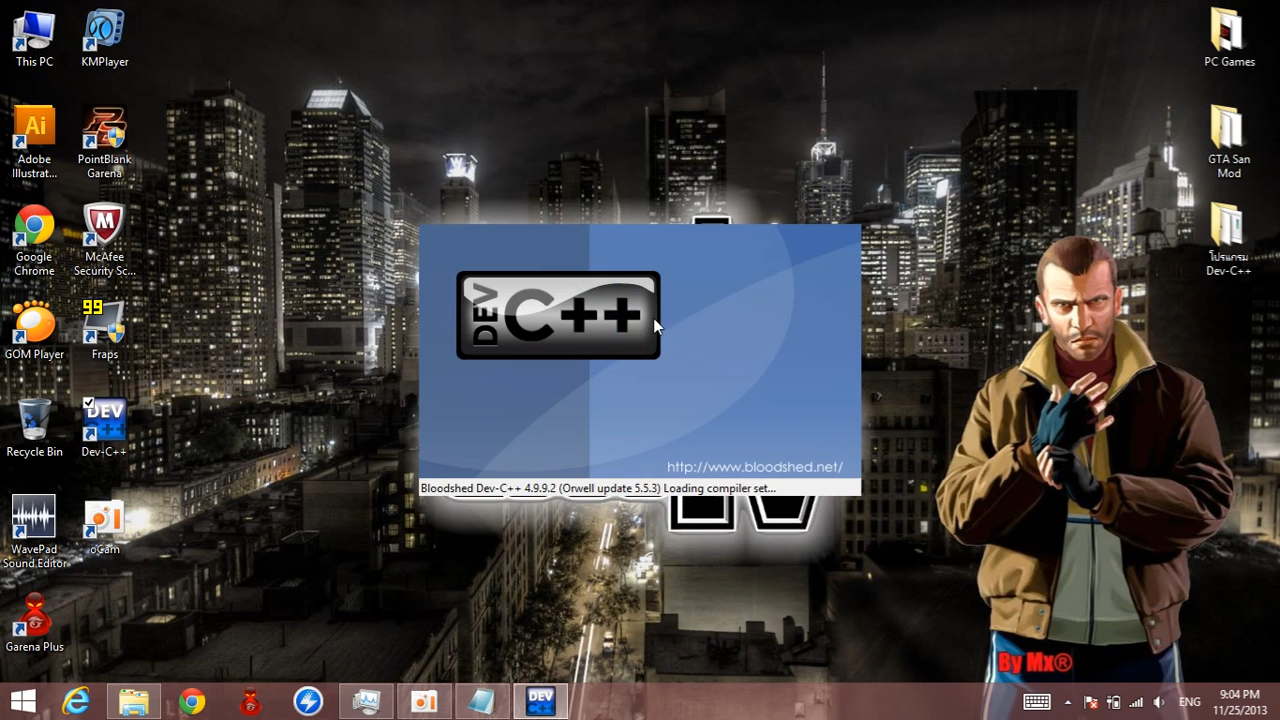 This PC
KMPlayer
Ai
Adobe
Illustrat...
PointBlank
Garena
Google
Chrome
McAfee
Security Sc...
99
GOM Player
Fraps
Recycle Bin
DEV
C++
Dev-C++
WavePad
Sound Editor
oCam
Garena Plus
PC Games
GTA San
Mod
โปรแกรม
Dev-C++
DEV C++
http://www.bloodshed.net/
Bloodshed Dev-C++ 4.9.9.2 (Orwell update 5.5.3) Loading compiler set...
IV
By Mx®
DEV
C++
ENG
9:04 PM
11/25/2013